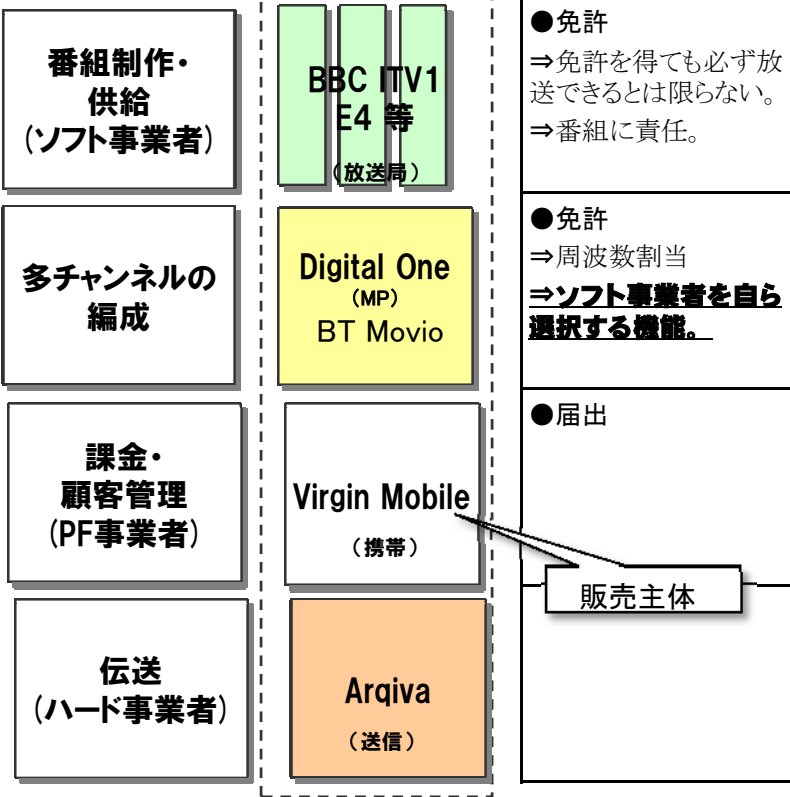 番組制作・
供給
(ソフト事業者)
BBC ITV1
E4 等
（放送局）
●免許
⇒免許を得ても必ず放
送できるとは限らない。
⇒番組に責任。
多チャンネルの
編成
Digital One
(MP)
BT Movio
●免許
⇒周波数割当
⇒ソフト事業者を自ら
選択する機能。
課金・
顧客管理
(PF事業者)
Virgin Mobile
（携帯）
●届出
販売主体
伝送
(ハード事業者)
Arqiva
（送信）